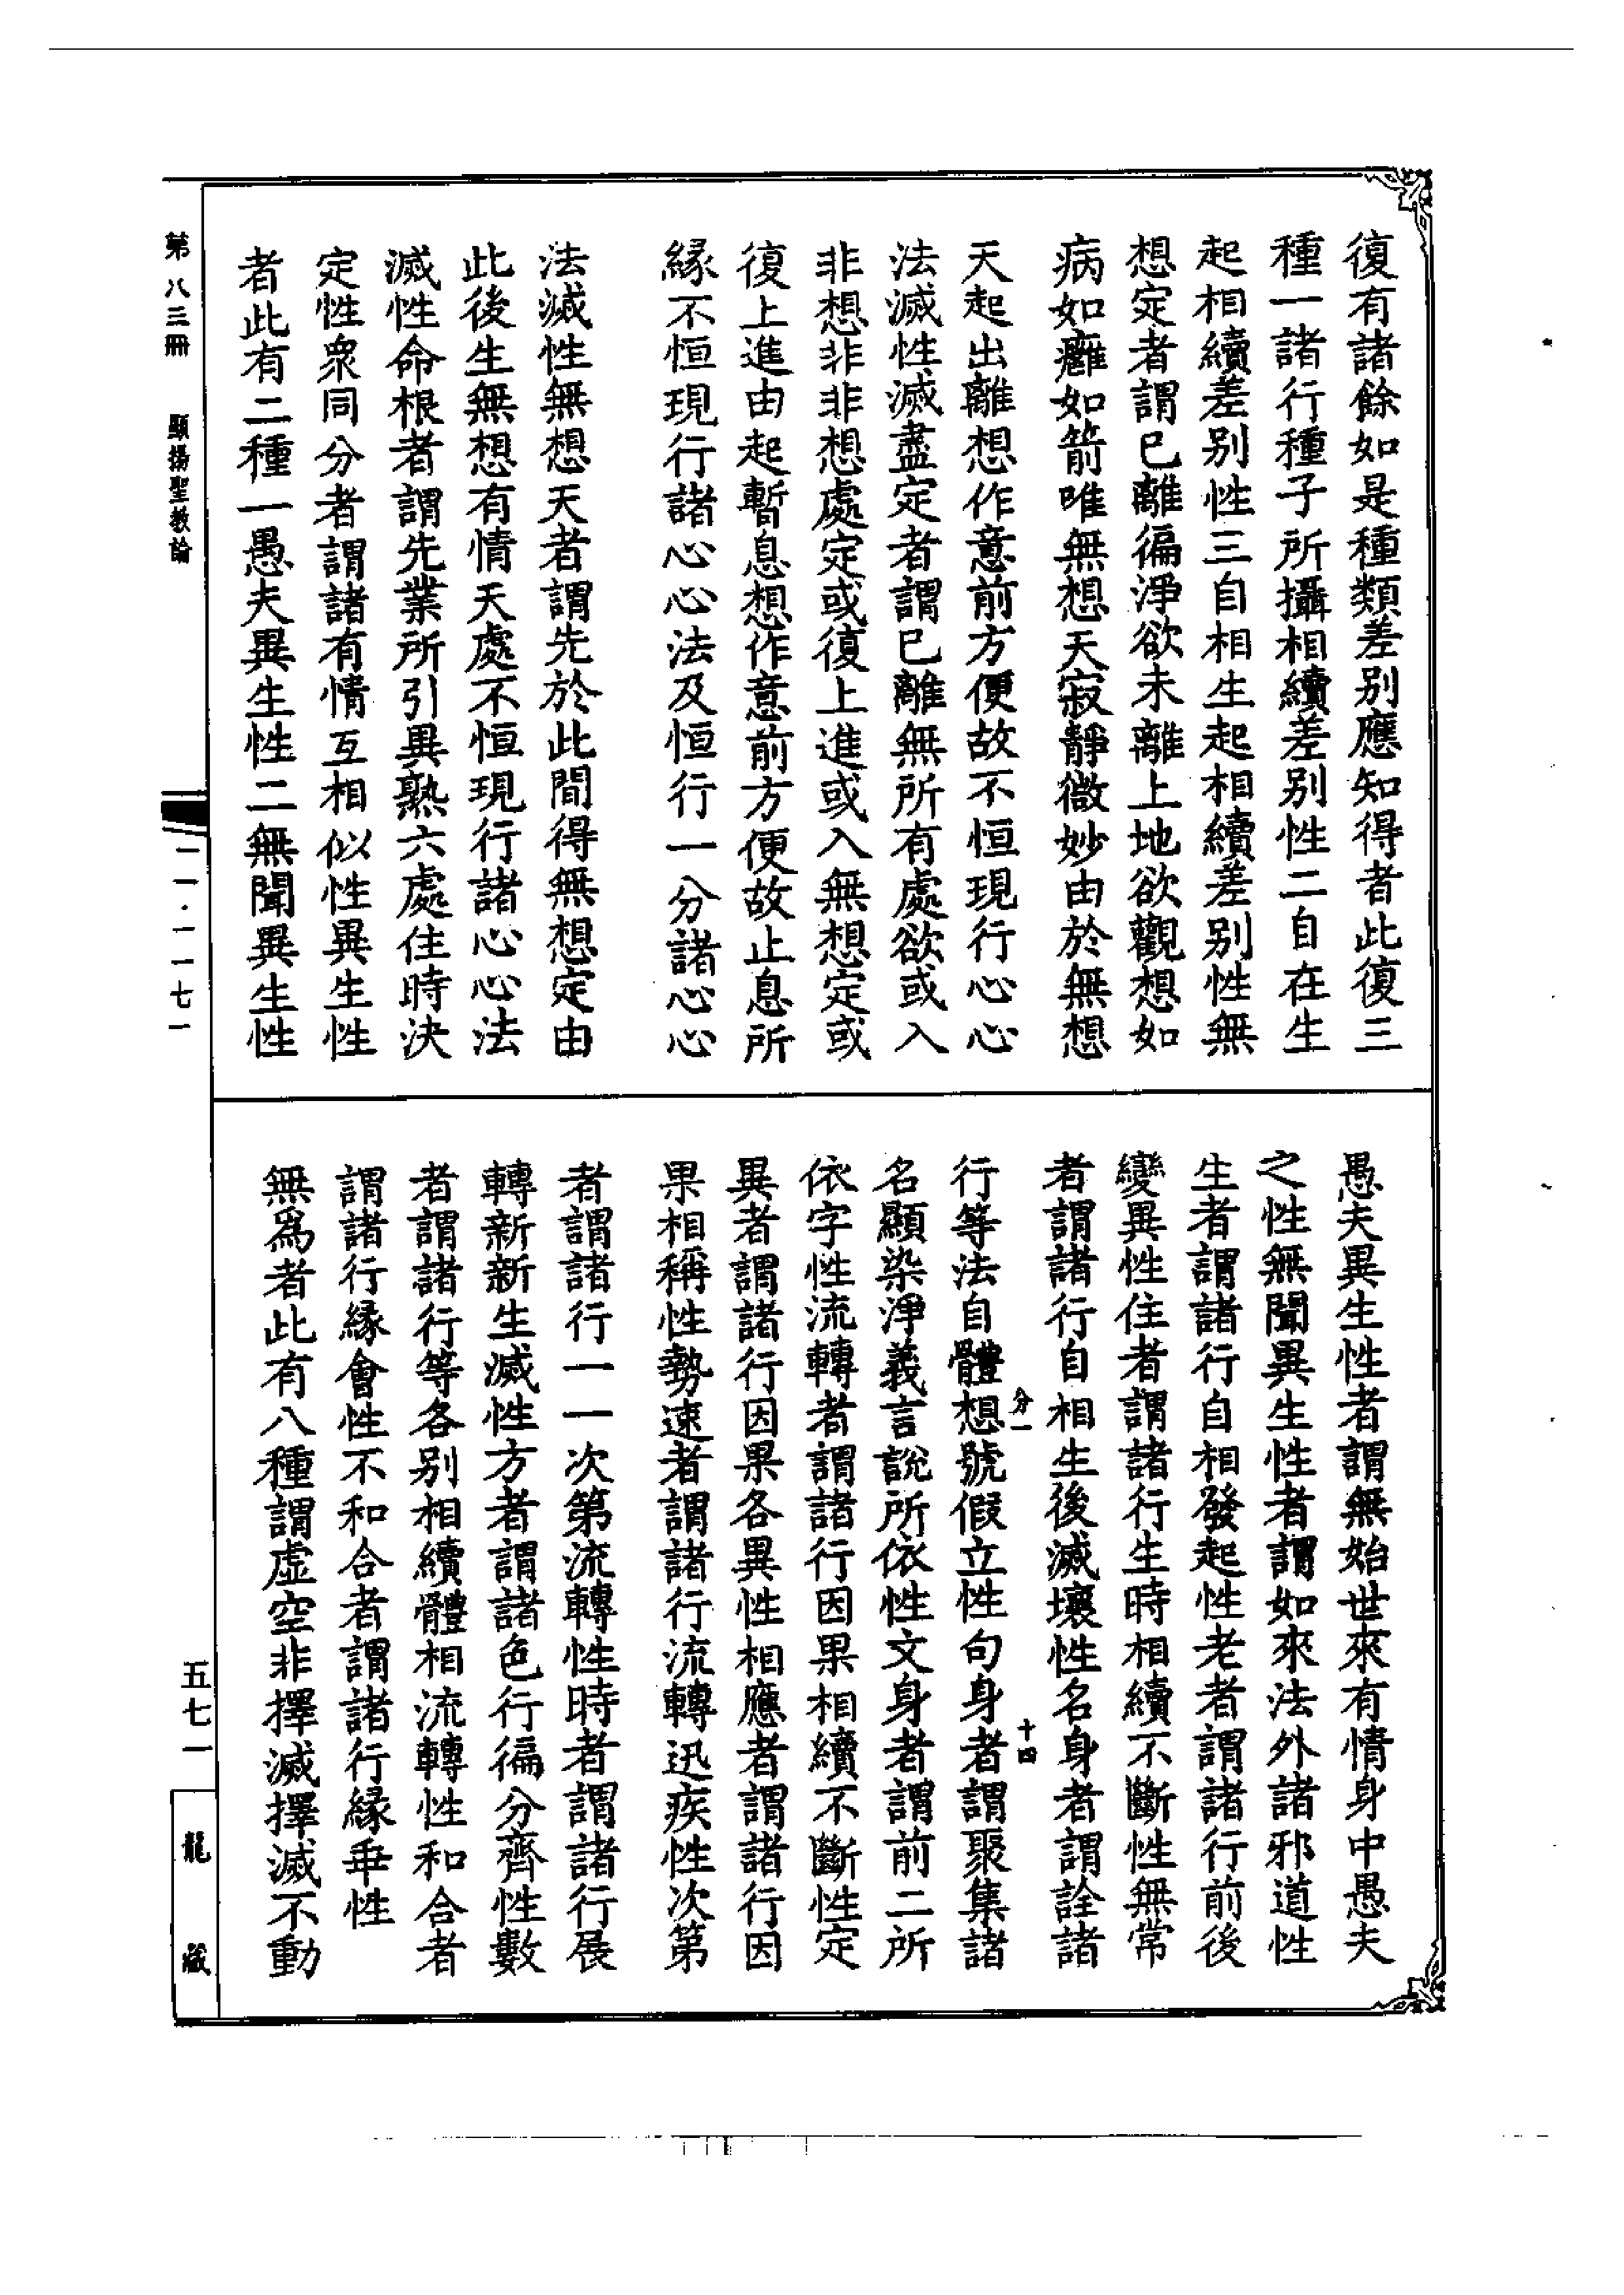 復有諸餘如是種類差別應知得者此復三
種一諸行種子所攝相續差別性二自在生
起相續差別性三自相生起相續差別性無
想定者謂已離徧淨欲未離上地欲觀想如
病如癰如箭唯無想天寂靜微妙由於無想
天起出離想作意前方便故不恒現行心心
法滅性滅盡定者謂已離無所有處欲或入
非想非非想處定或復上進或入無想定或
復上進由起暫息想作意前方便故止息所
緣不恒現行諸心心法及恒行一分諸心心
法滅性無想天者謂先於此間得無想定由
此後生無想有情天處不恒現行諸心心法
滅性命根者謂先業所引異熟六處住時決
定性眾同分者謂諸有情互相似性異生性
者此有二種一愚夫異生性二無聞異生性
愚夫異生性者謂無始世來有情身中愚夫
之性無聞異生性者謂如來法外諸邪道性
生者謂諸行自相發起性老者謂諸行前後
變異性住者謂諸行生時相續不斷性無常
者謂諸行自相生後滅壞性名身者謂詮諸
分一 十四
行等法自體想號假立性句身者謂聚集諸
名顯染淨義言說所依性文身者謂前二所
依字性流轉者謂諸行因果相續不斷性定
異者謂諸行因果各異性相應者謂諸行因
果相稱性勢速者謂諸行流轉迅疾性次第
者謂諸行一一次第流轉性時者謂諸行展
轉新新生滅性方者謂諸色行徧分齊性數
者謂諸行等各別相續體相流轉性和合者
謂諸行緣會性不和合者謂諸行緣乖性
無為者此有八種謂虛空非擇滅擇滅不動
第八三冊 顯揚聖教論
一一·一一七一
五七一
龍藏